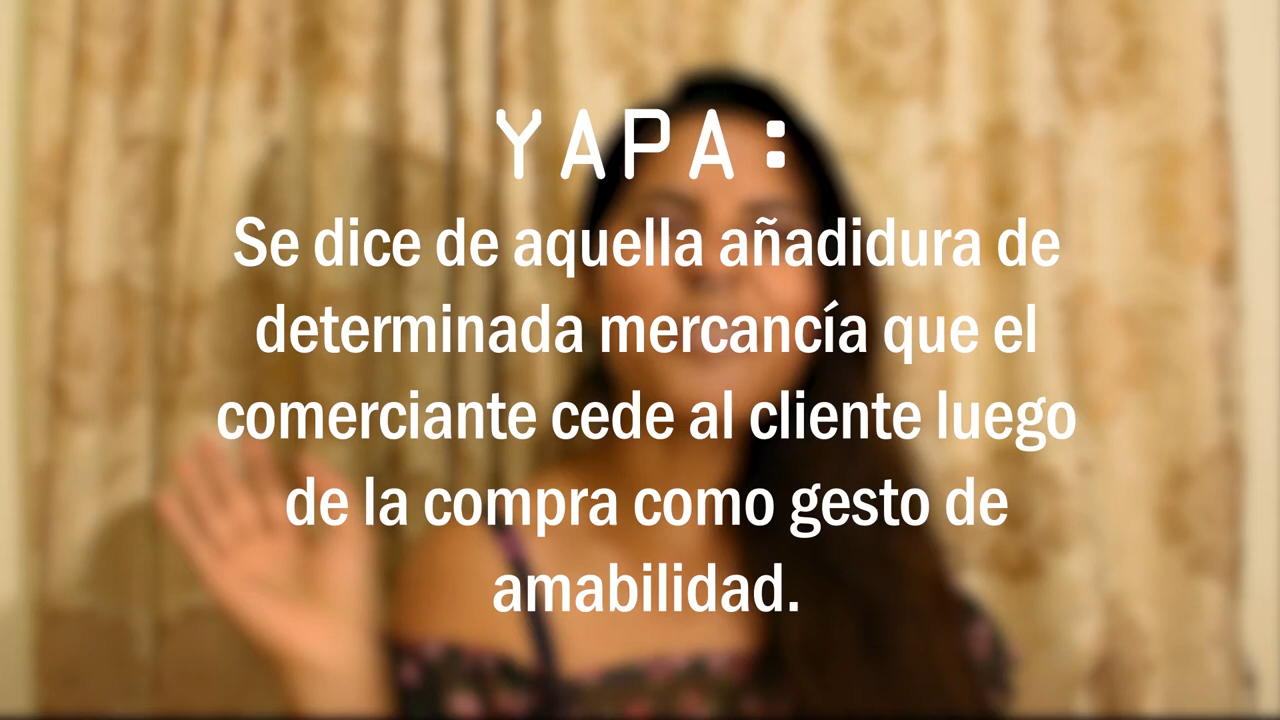 YAPA:
Se dice de aquella añadidura de
determinada mercancía que el
comerciante cede al cliente luego
de la compra como gesto de
amabilidad.